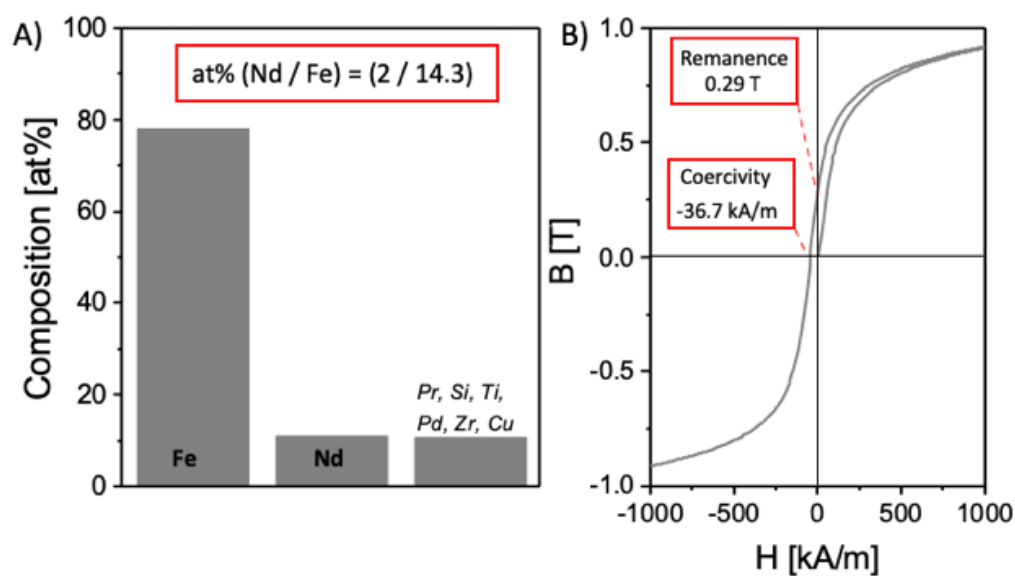 A)
at% (Nd / Fe) = (2 / 14.3)
Composition [at%]
100
80
60
40
20
0
Pr, Si, Ti,
Pd, Zr, Cu
Fe
Nd
B)
Remanence
0.29 T
Coercivity
-36.7 kA/m
B [T]
1.0
0.5
0.0
-0.5
-1.0
-1000
-500
0
500
1000
H [kA/m]